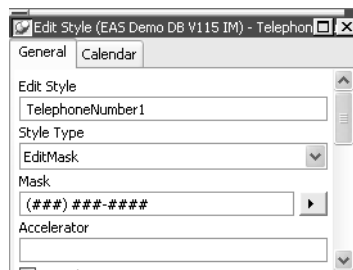 Edit Style (EAS Demo DB V115 IM) - Telephon
General Calendar
Edit Style
TelephoneNumber1
Style Type
EditMask
Mask
(###) ###-####
Accelerator